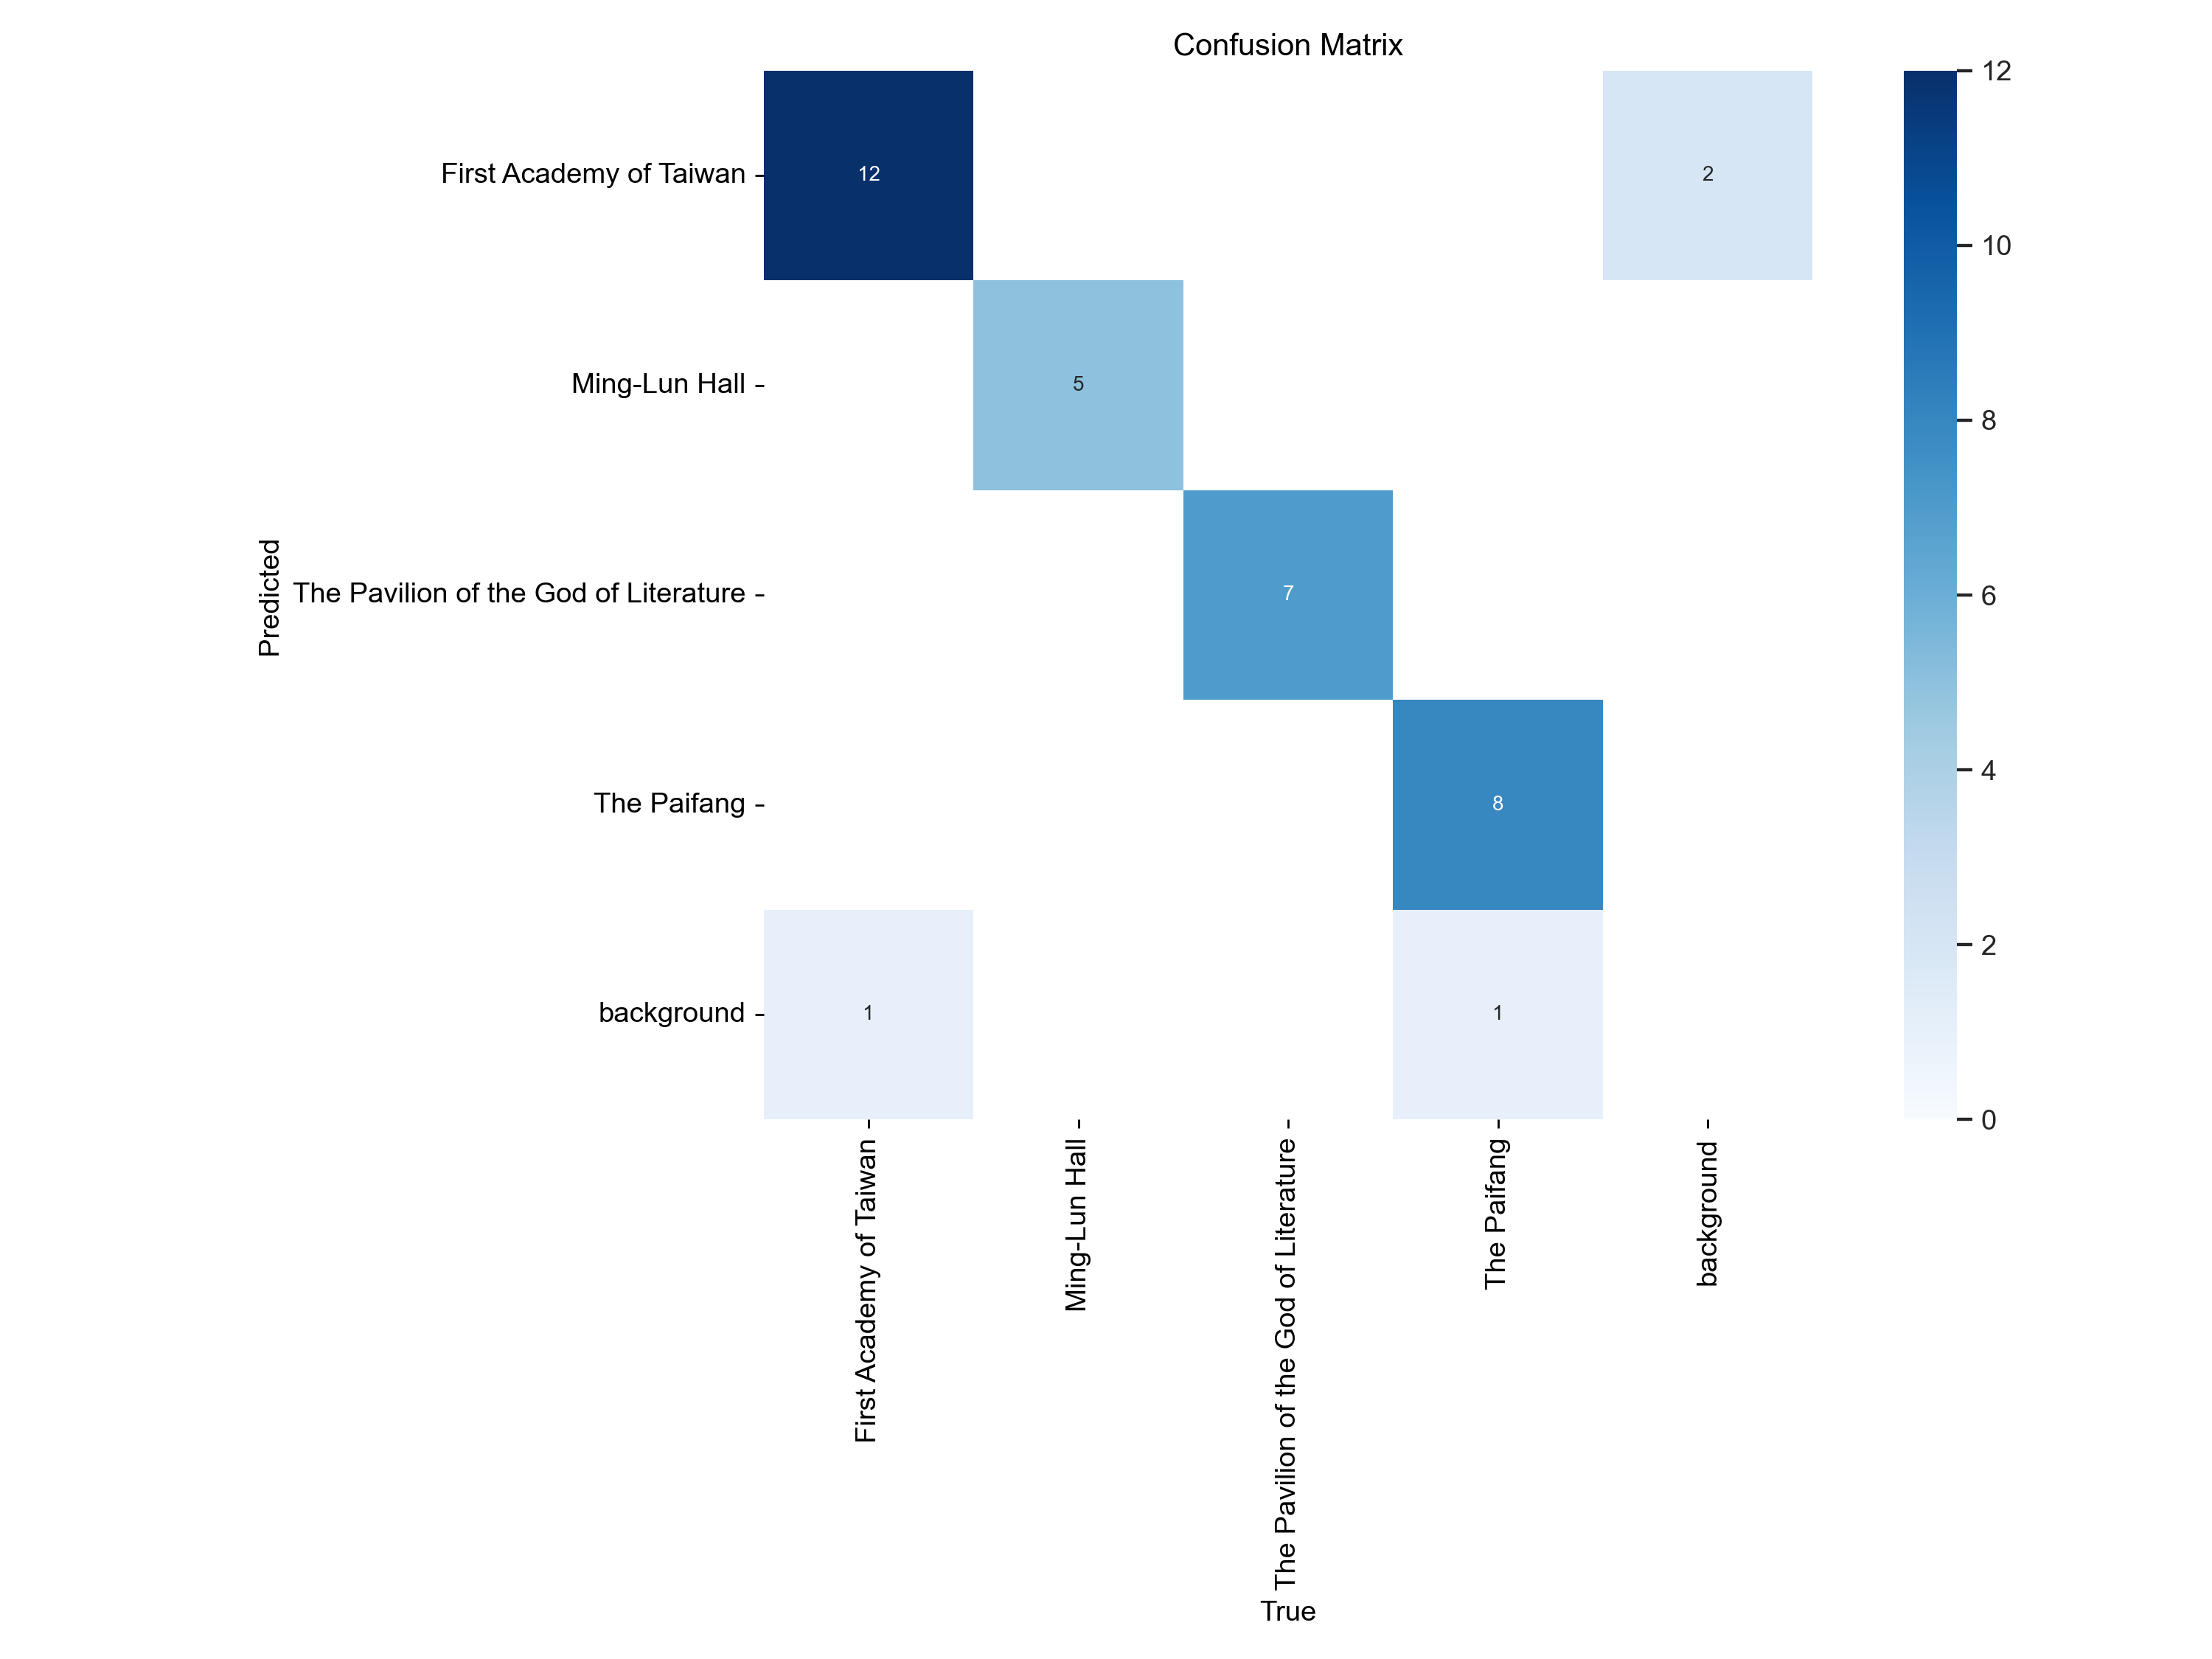 Confusion Matrix
First Academy of Taiwan
12
2
Ming-Lun Hall
5
The Pavilion of the God of Literature
7
The Paifang
8
background
1
1
Predicted
First Academy of Taiwan
Ming-Lun Hall
The Pavilion of the God of Literature
The Paifang
background
True
12
10
8
6
4
2
0